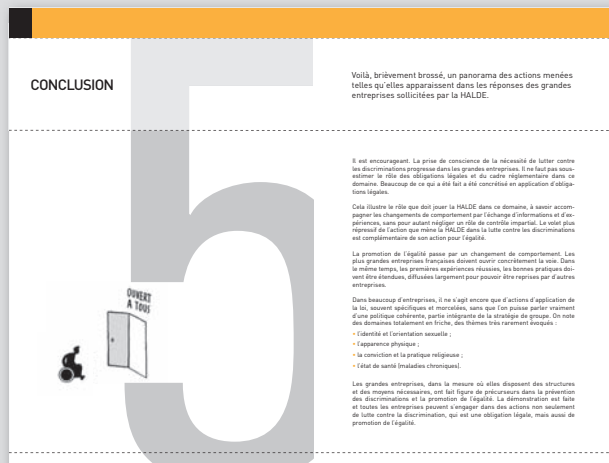 CONCLUSION
5
Voilà, brièvement brossé, un panorama des actions menées
telles qu'elles apparaissent dans les réponses des grandes
entreprises sollicitées par la HALDE.
Il est encourageant. La prise de conscience de la nécessité de lutter contre
les discriminations progresse dans les grandes entreprises. Il ne faut pas sous-
estimer le rôle des obligations légales et du cadre réglementaire dans ce
domaine. Beaucoup de ce qui a été fait a été concrétisé en application d'obliga-
tions légales.
Cela illustre le rôle que doit jouer la HALDE dans ce domaine, à savoir accom-
pagner les changements de comportement par l'échange d'informations et d'ex-
périences, sans pour autant négliger un rôle de contrôle impartial. Le volet plus
répressif de l'action que mène la HALDE dans la lutte contre les discriminations
est complémentaire de son action pour l'égalité.
La promotion de l'égalité passe par un changement de comportement. Les
plus grandes entreprises françaises doivent ouvrir concrètement la voie. Dans
le même temps, les premières expériences réussies, les bonnes pratiques doi-
vent être étendues, diffusées largement pour pouvoir être reprises par d'autres
entreprises.
Dans beaucoup d'entreprises, il ne s'agit encore que d'actions d'application de
la loi, souvent spécifiques et morcelées, sans que l'on puisse parler vraiment
d'une politique cohérente, partie intégrante de la stratégie de groupe. On note
des domaines totalement en friche, des thèmes très rarement évoqués :
• l'identité et l'orientation sexuelle ;
• l'apparence physique ;
• la conviction et la pratique religieuse ;
• l'état de santé (maladies chroniques).
Les grandes entreprises, dans la mesure où elles disposent des structures
et des moyens nécessaires, ont fait figure de précurseurs dans la prévention
des discriminations et la promotion de l'égalité. La démonstration est faite
et toutes les entreprises peuvent s'engager dans des actions non seulement
de lutte contre la discrimination, qui est une obligation légale, mais aussi de
promotion de l'égalité.
OUVERT
A TOUS